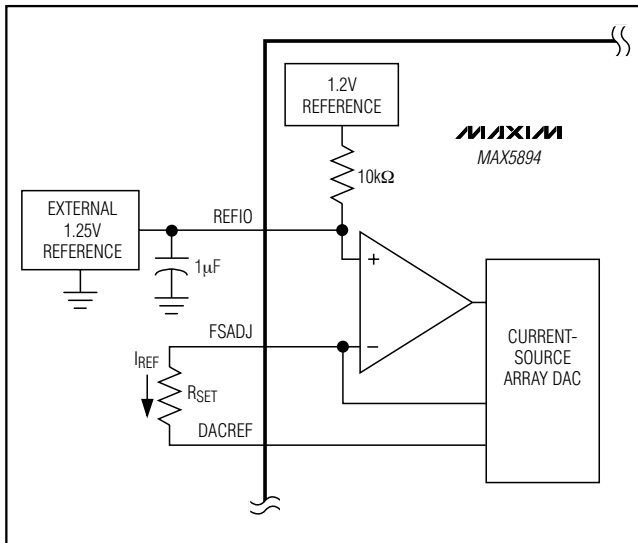 1.2V
REFERENCE
MAXIM
MAX5894
10kΩ
EXTERNAL
1.25V
REFERENCE
REFIO
1μF
+
FSADJ
−
IREF
RSET
DACREF
CURRENT-
SOURCE
ARRAY DAC